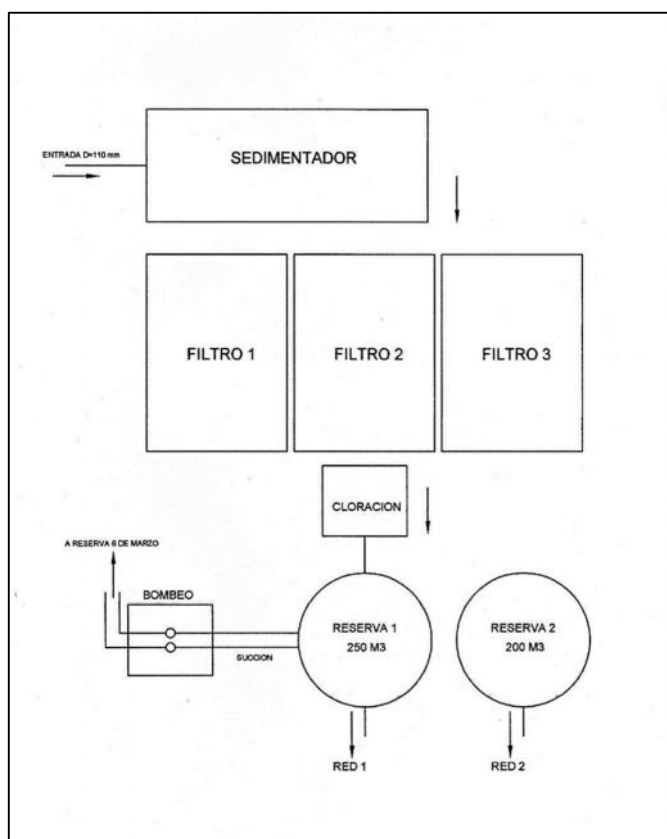 ENTRADA D=110 mm
SEDIMENTADOR
FILTRO 1
FILTRO 2
FILTRO 3
CLORACION
A RESERVA 6 DE MARZO
BOMBEO
SUCCION
RESERVA 1
250 M3
RESERVA 2
200 M3
RED 1
RED 2